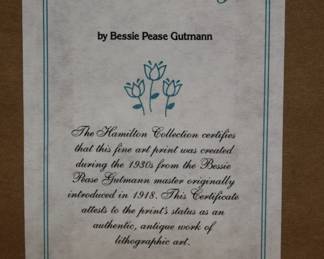 by Bessie Pease Gutmann
The Hamilton Collection certifies
that this fine art print was created
during the 1930s from the Bessie
Pease Gutmann master originally
introduced in 1918. This Certificate
attests to the print's status as an
authentic, antique work of
lithographic art.